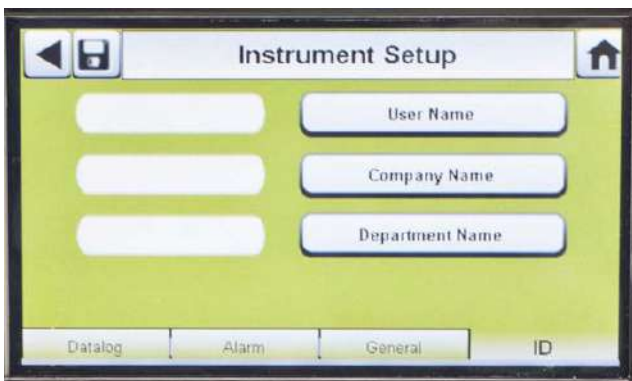 Instrument Setup
User Name
Company Name
Department Name
Datalog Alarm General ID